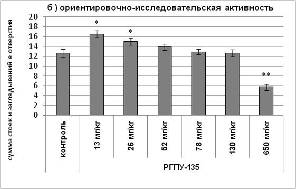 б ) ориентировочно-исследовательская активность
сумма стоек и заглядываний в отверстия
20
18
16
14
12
10
8
6
4
2
0
*
*
**
контроль
13 мг/кг
26 мг/кг
52 мг/кг
78 мг/кг
130 мг/кг
650 мг/кг
РГПУ-135